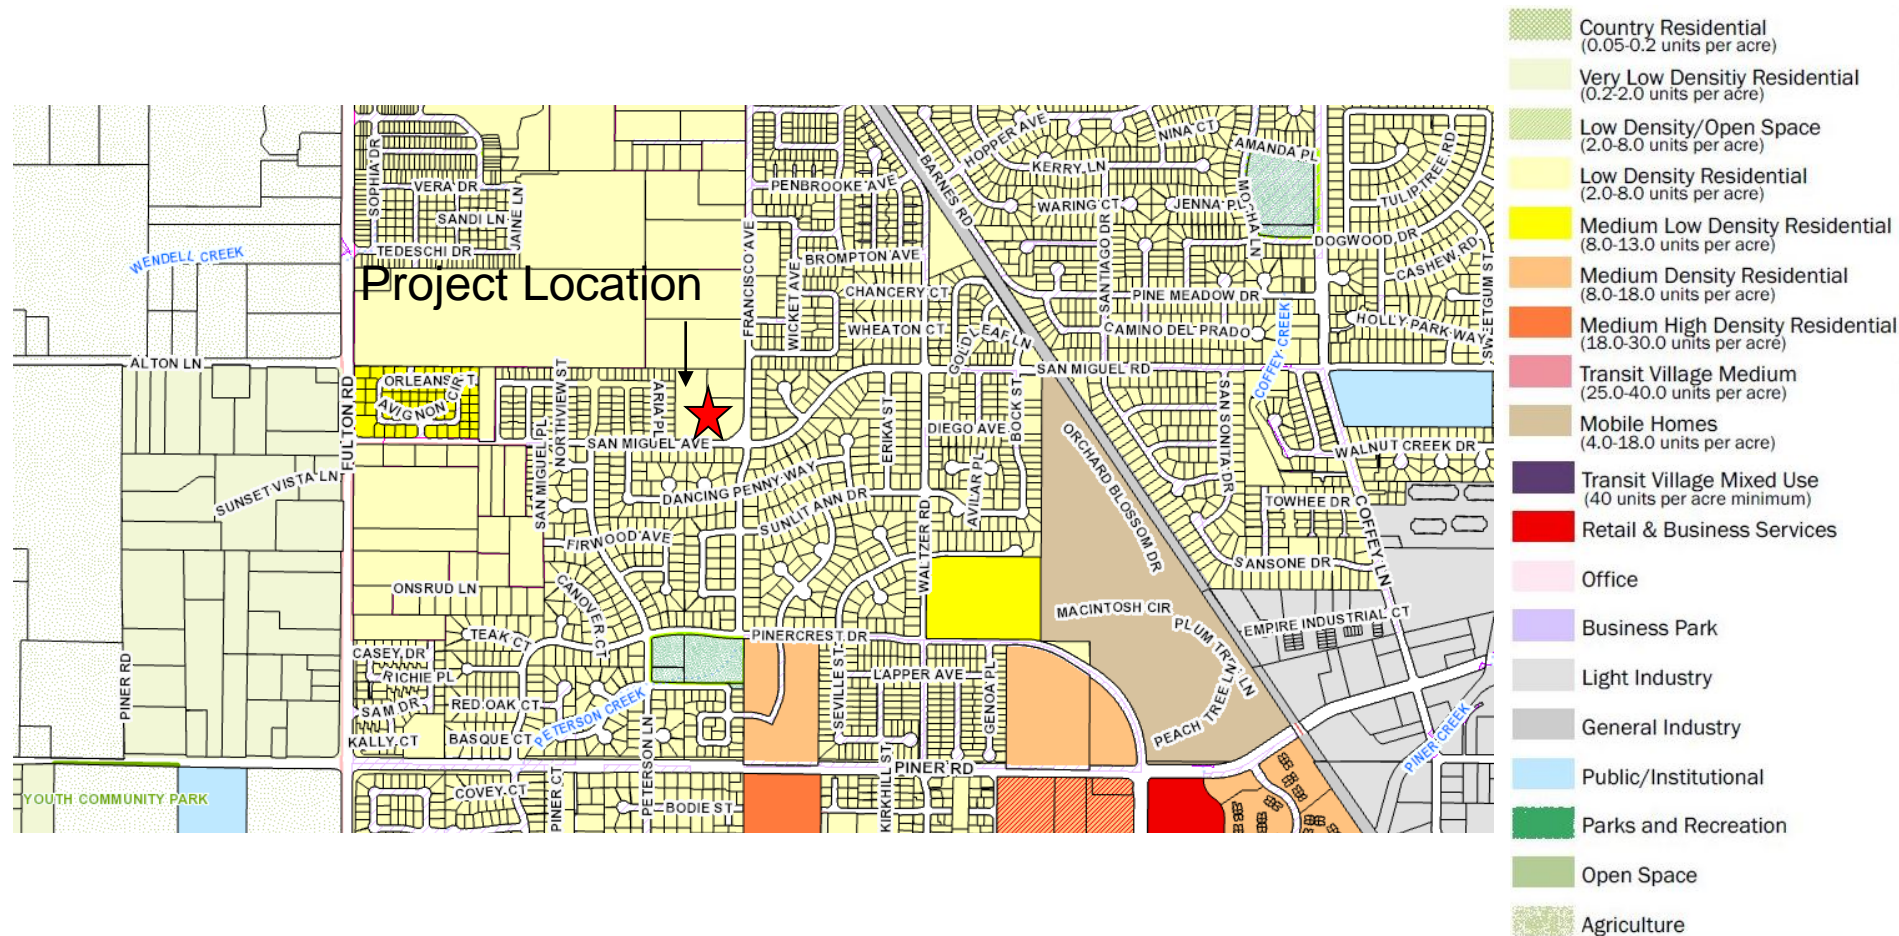 Country Residential
(0.05-0.2 units per acre)
Very Low Densitiy Residential
(0.2-2.0 units per acre)
Low Density/Open Space
(2.0-8.0 units per acre)
Low Density Residential
(2.0-8.0 units per acre)
Medium Low Density Residential
(8.0-13.0 units per acre)
Medium Density Residential
(8.0-18.0 units per acre)
Medium High Density Residential
(18.0-30.0 units per acre)
Transit Village Medium
(25.0-40.0 units per acre)
Mobile Homes
(4.0-18.0 units per acre)
Transit Village Mixed Use
(40 units per acre minimum)
Retail & Business Services
Office
Business Park
Light Industry
General Industry
Public/Institutional
Parks and Recreation
Open Space
Agriculture
Project Location
SOPHIA DR
VERA DR
SANDI LN
JAINE LN
TEDESCHI DR
WENDELL CREEK
ALTON LN
FULTON RD
ORLEANS
AVIGNON CIR
SUNSET VISTA LN
PINER RD
YOUTH COMMUNITY PARK
NORTHVIEW ST
SAN MIGUEL PL
ARIA PL
SAN MIGUEL AVE
FRANCISCO AVE
WICKET AVE
PENBROOKE AVE
BROMPTON AVE
CHANCERY CT
WHEATON CT
GOLD LEAF LN
BARNES RD
HOPPER AVE
NINA CT
AMANDA PL
KERRY LN
WARING CT
JENNA PL
MOCHA LN
TULIP TREE RD
DOGWOOD DR
CASHEW RD
SWEETGUM ST
SANTIAGO DR
PINE MEADOW DR
CAMINO DEL PRADO
COFFEY CREEK
HOLLY PARK WAY
SAN MIGUEL RD
ERIKA ST
DIEGO AVE
BOCK ST
SAN SONITA DR
ORCHARD BLOSSOM DR
WALNUT CREEK DR
DANCING PENNY WAY
SUNLIT ANN DR
AVILAR PL
WALTZER RD
TOWHEE DR
COFFEY LN
FIRWOOD AVE
SANSONE DR
ONSRUD LN
CANOVER CT
MACINTOSH CIR
PLUM TREE LN
EMPIRE INDUSTRIAL CT
TEAK CT
PINERCREST DR
CASEY DR
RICHIE PL
SAM DR
RED OAK CT
KALLY CT
BASQUE CT
PETERSON CREEK
PETERSON LN
SEVILLE ST
LAPPER AVE
GENOA PL
PEACH TREE LN
PINER CREEK
PINER RD
COVEY CT
PINER CT
BODIE ST
KIRKHILL ST